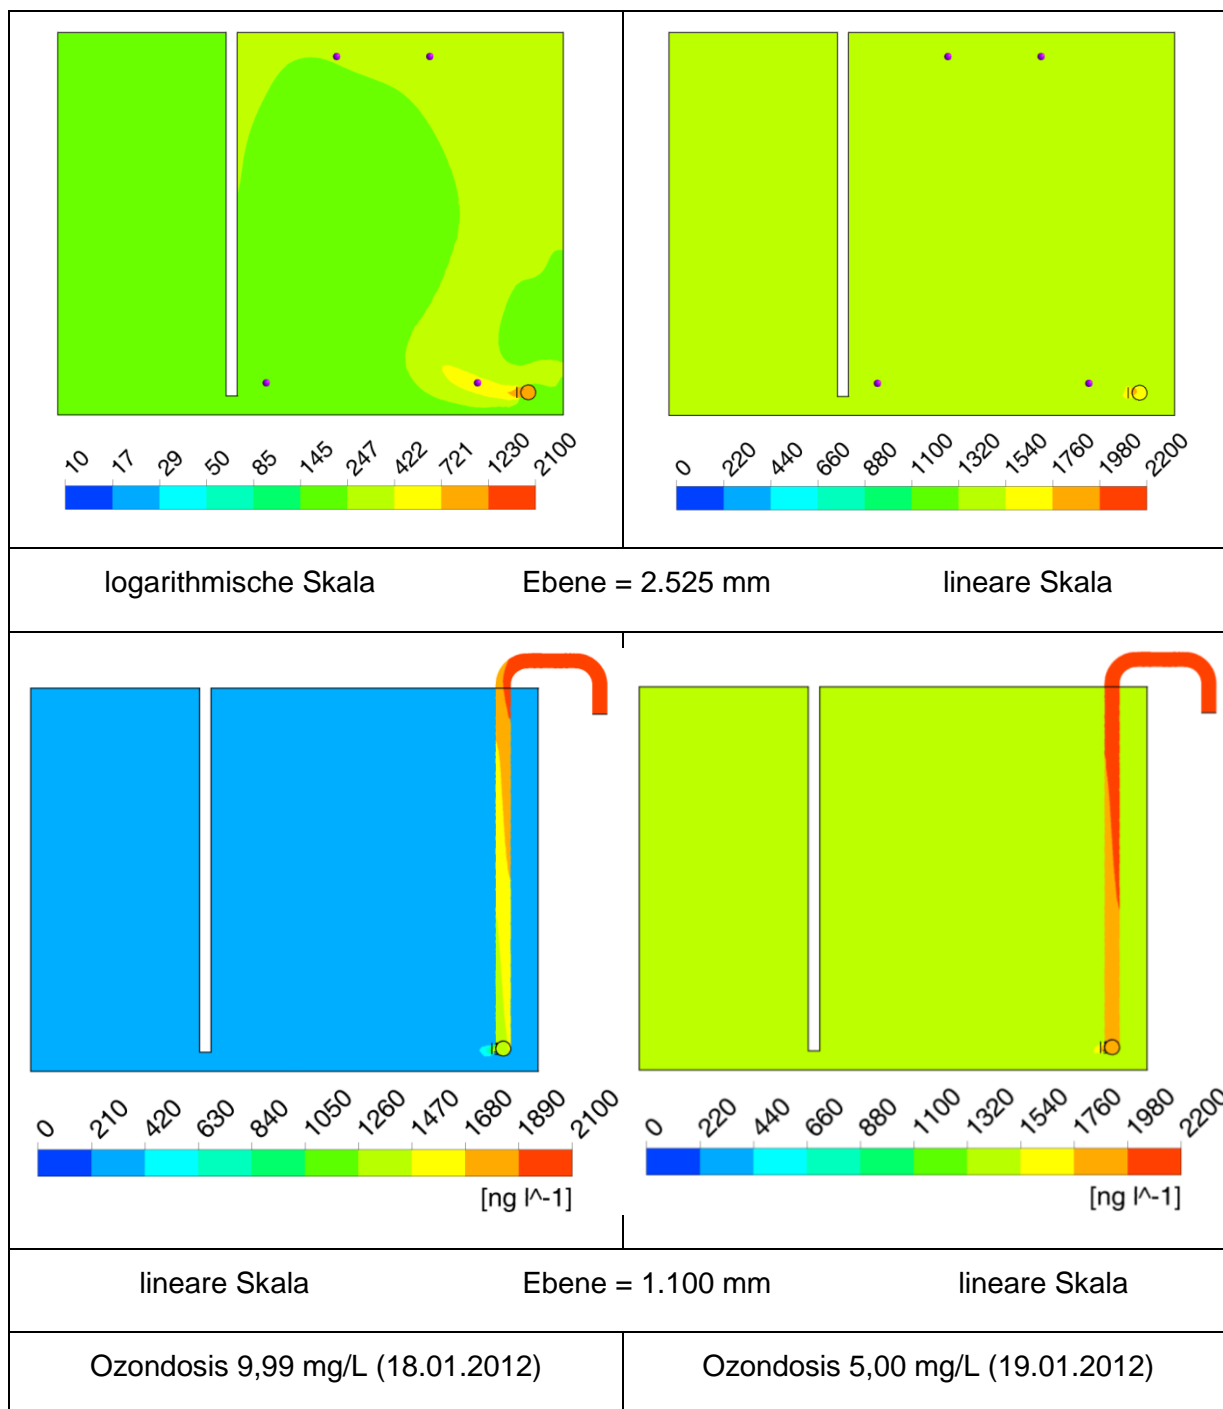 10 17 29 50 85 145 247 422 721 1230 2100
0 220 440 660 880 1100 1320 1540 1760 1980 2200
logarithmische Skala Ebene = 2.525 mm lineare Skala
0 210 420 630 840 1050 1260 1470 1680 1890 2100
[ng l^-1]
0 220 440 660 880 1100 1320 1540 1760 1980 2200
[ng l^-1]
lineare Skala Ebene = 1.100 mm lineare Skala
Ozondosis 9,99 mg/L (18.01.2012) Ozondosis 5,00 mg/L (19.01.2012)